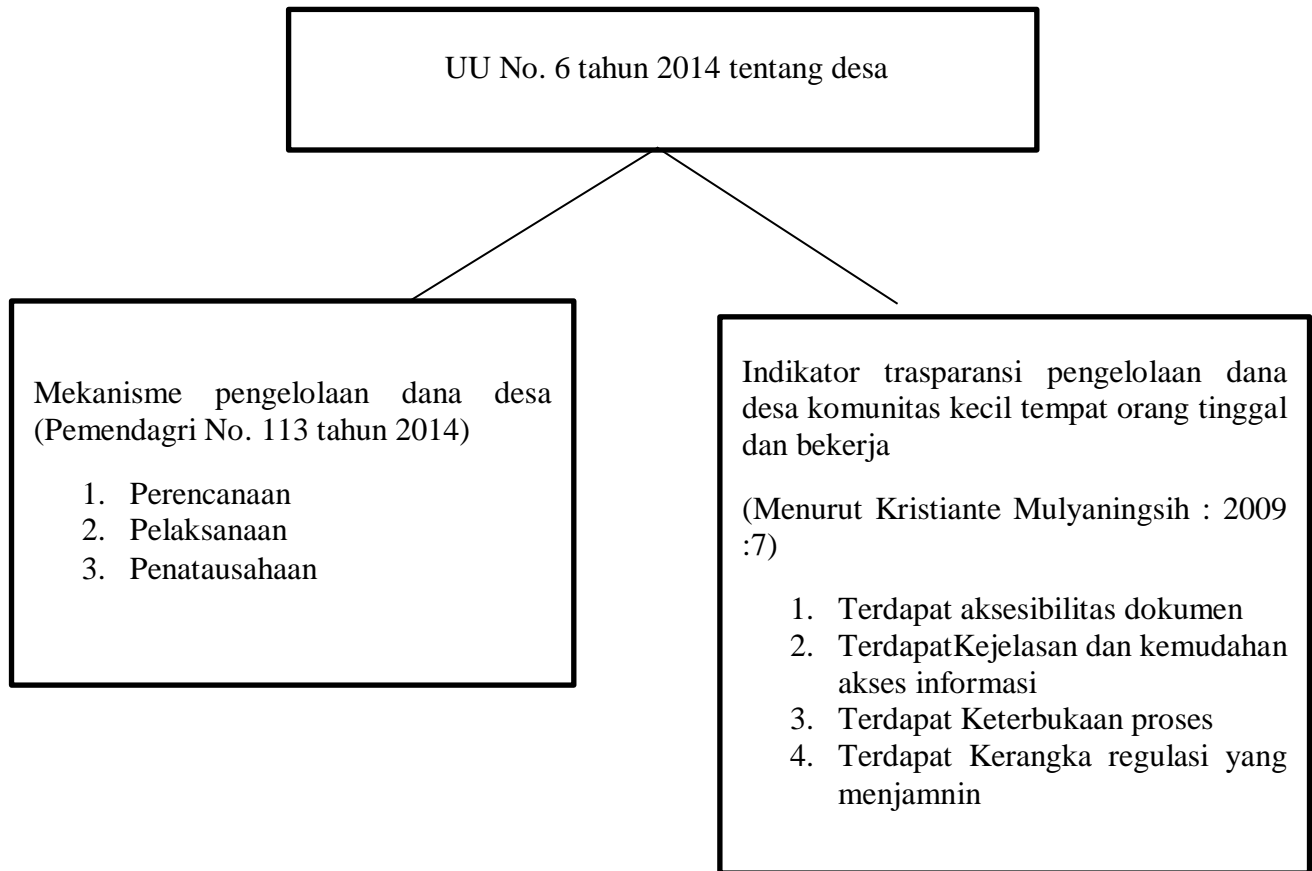 UU No. 6 tahun 2014 tentang desa
Mekanisme pengelolaan dana desa
(Pemendagri No. 113 tahun 2014)
1. Perencanaan
2. Pelaksanaan
3. Penatausahaan
Indikator trasparansi pengelolaan dana
desa komunitas kecil tempat orang tinggal
dan bekerja
(Menurut Kristiante Mulyaningsih : 2009
:7)
1. Terdapat aksesibilitas dokumen
2. TerdapatKejelasan dan kemudahan
akses informasi
3. Terdapat Keterbukaan proses
4. Terdapat Kerangka regulasi yang
menjamnin